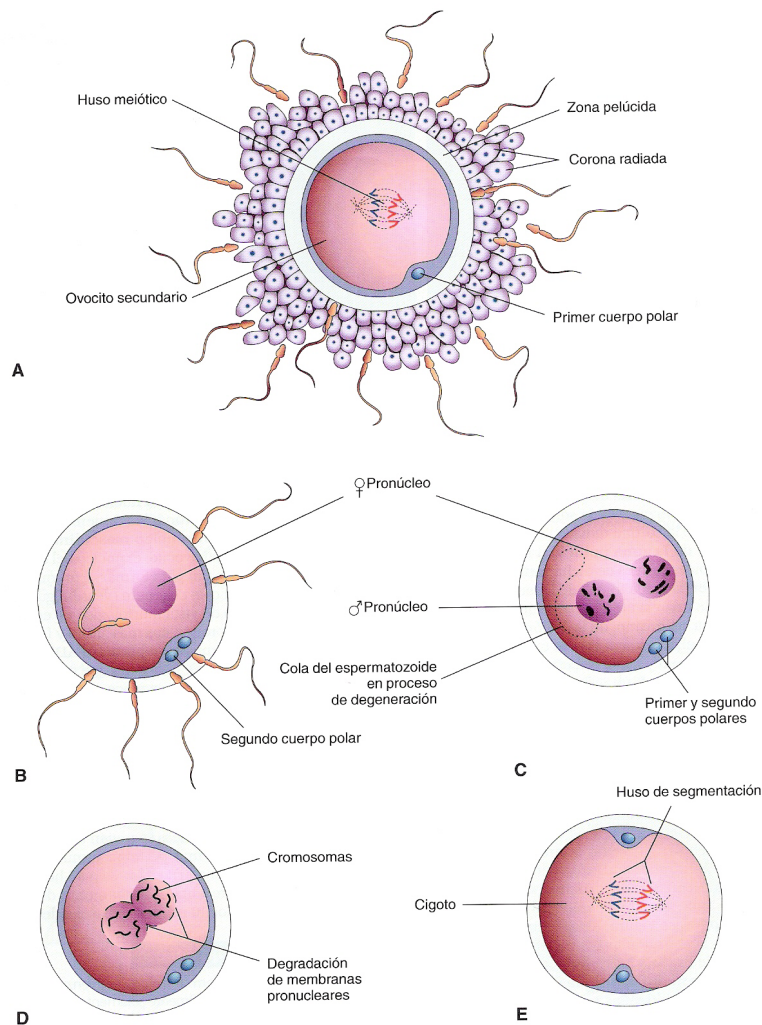 Huso meiótico
Zona pelúcida
Corona radiada
Ovocito secundario
Primer cuerpo polar
A
♀Pronúcleo
♂Pronúcleo
Cola del espermatozoide
en proceso
de degeneración
Primer y segundo
cuerpos polares
Segundo cuerpo polar
B
C
Huso de segmentación
Cromosomas
Cigoto
Degradación
de membranas
pronucleares
D
E